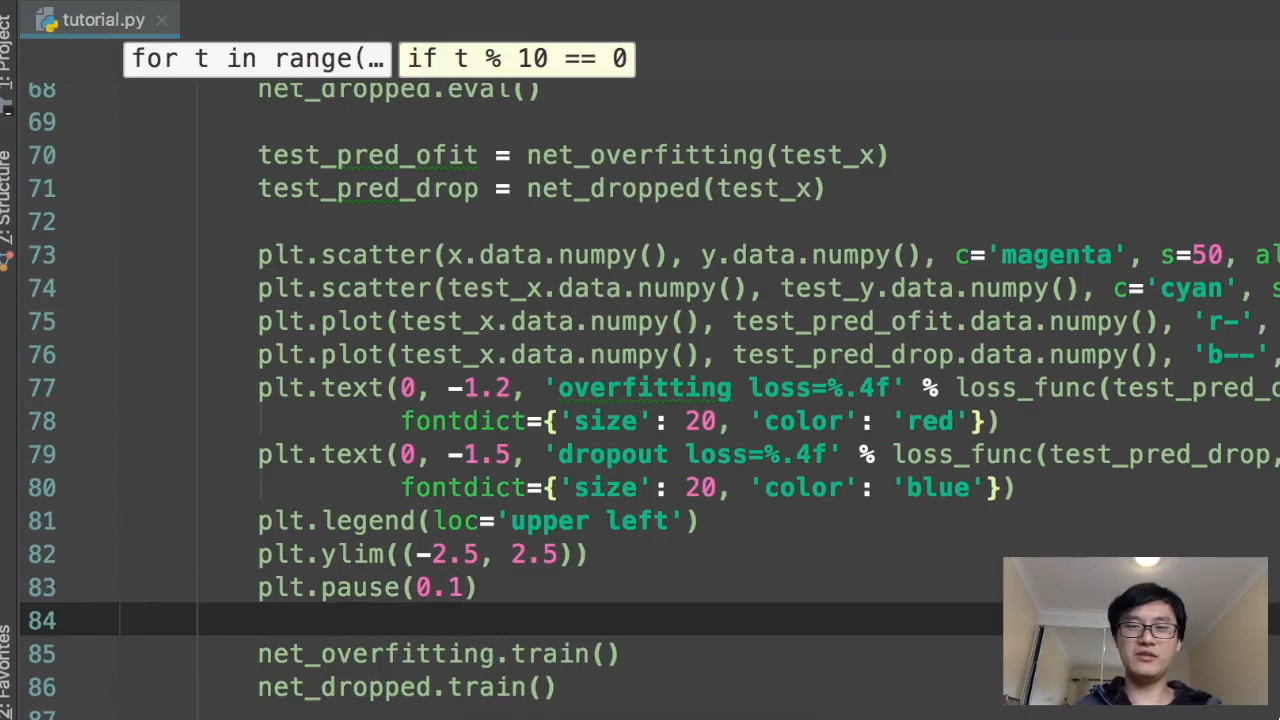 tutorial.py
for t in range(…
if t % 10 == 0
1: Project
7: Structure
2: Favorites
68 net_dropped.eval()
69
70 test_pred_ofit = net_overfitting(test_x)
71 test_pred_drop = net_dropped(test_x)
72
73 plt.scatter(x.data.numpy(), y.data.numpy(), c='magenta', s=50, al
74 plt.scatter(test_x.data.numpy(), test_y.data.numpy(), c='cyan', s
75 plt.plot(test_x.data.numpy(), test_pred_ofit.data.numpy(), 'r-',
76 plt.plot(test_x.data.numpy(), test_pred_drop.data.numpy(), 'b--',
77 plt.text(0, -1.2, 'overfitting loss=%.4f' % loss_func(test_pred_o
78 fontdict={'size': 20, 'color': 'red'})
79 plt.text(0, -1.5, 'dropout loss=%.4f' % loss_func(test_pred_drop,
80 fontdict={'size': 20, 'color': 'blue'})
81 plt.legend(loc='upper left')
82 plt.ylim((-2.5, 2.5))
83 plt.pause(0.1)
84
85 net_overfitting.train()
86 net_dropped.train()
87